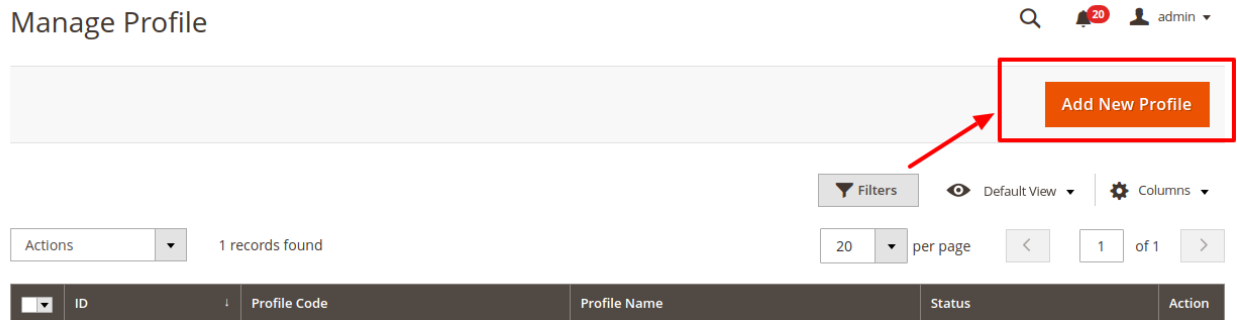 Manage Profile
20
admin
Add New Profile
Filters
Default View
Columns
Actions
1 records found
20
per page
1
of 1
ID
Profile Code
Profile Name
Status
Action